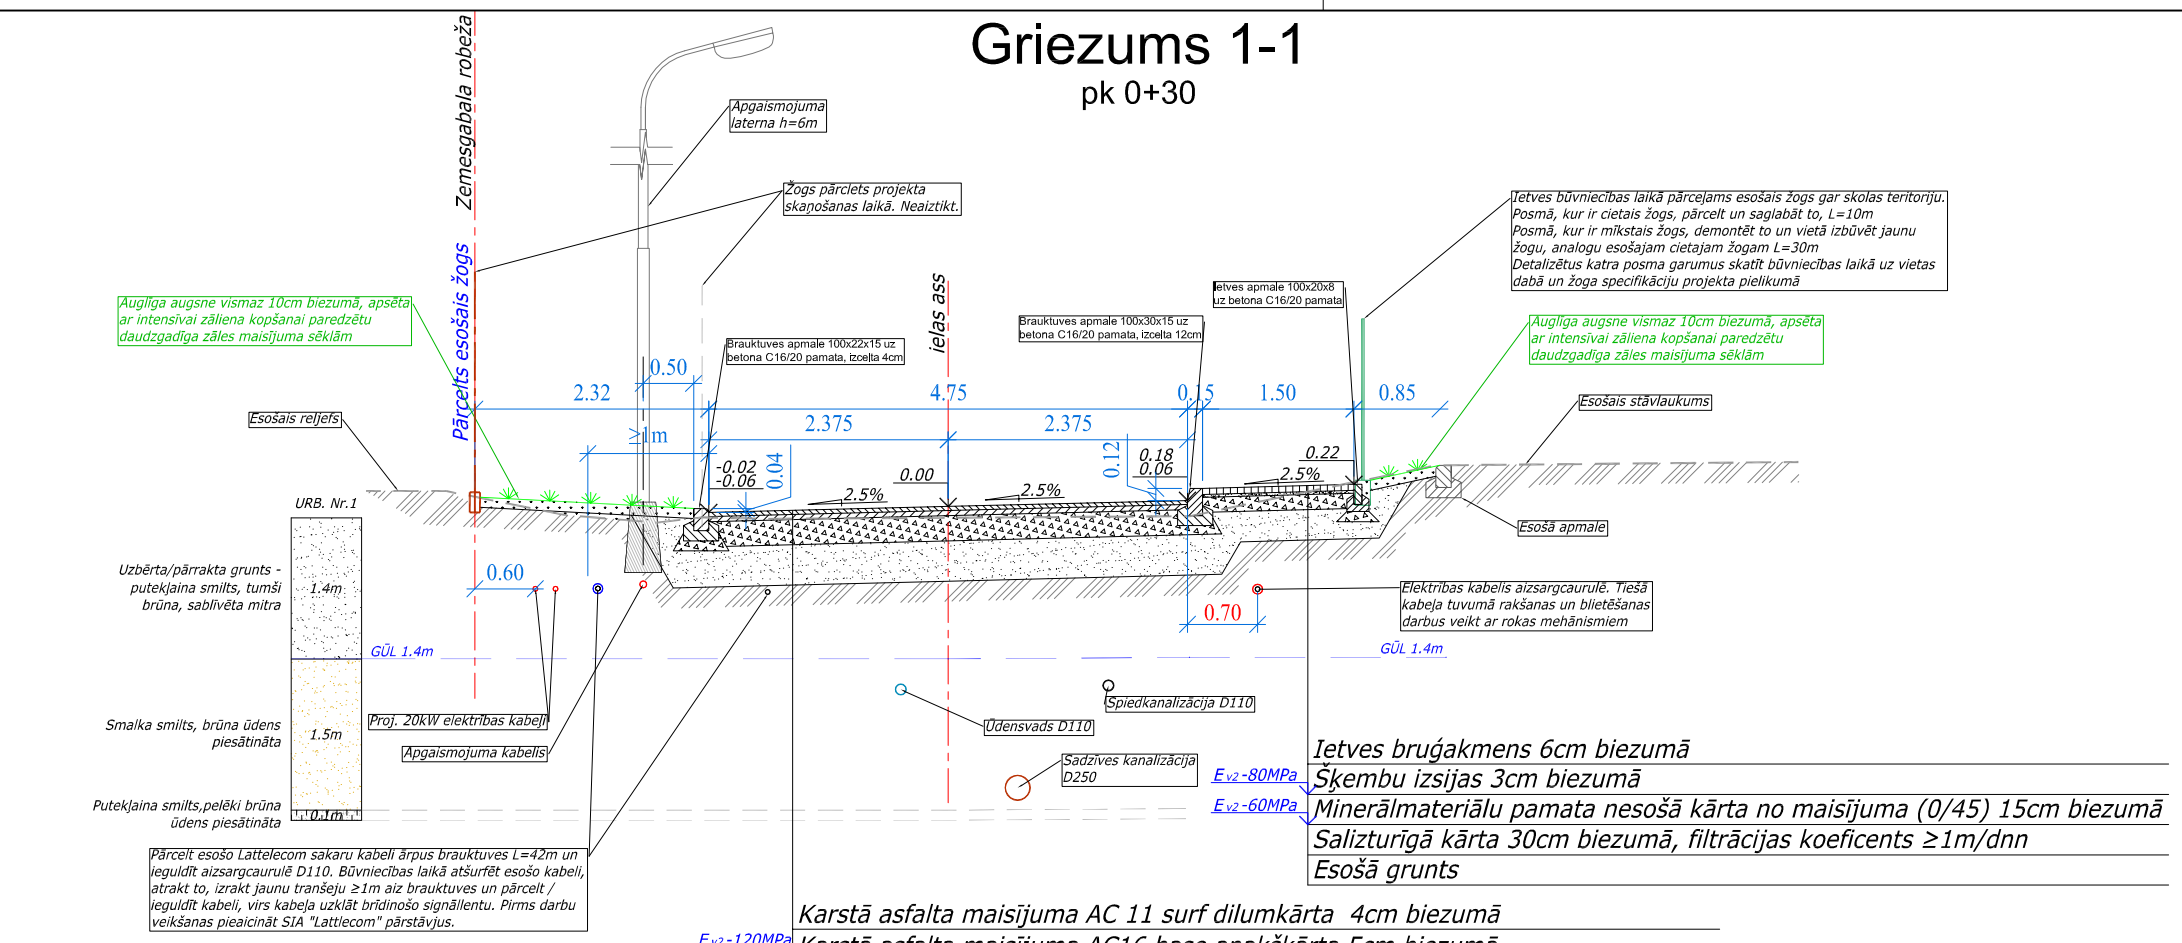 Griezums 1-1
pk 0+30
Zemesgabala robeža
Pārcelts esošais žogs
Apgaismojuma
laterna h=6m
Žogs pārclets projekta
skaņošanas laikā. Neaiztikt.
Ietves būvniecības laikā pārceļams esošais žogs gar skolas teritoriju.
Posmā, kur ir cietais žogs, pārcelt un saglabāt to, L=10m
Posmā, kur ir mīkstais žogs, demontēt to un vietā izbūvēt jaunu
žogu, analogu esošajam cietajam žogam L=30m
Detalizētus katra posma garumus skatīt būvniecības laikā uz vietas
dabā un žoga specifikāciju projekta pielikumā
Auglīga augsne vismaz 10cm biezumā, apsēta
ar intensīvai zāliena kopšanai paredzētu
daudzgadīga zāles maisījuma sēklām
ielas ass
Ietves apmale 100x20x8
uz betona C16/20 pamata
Brauktuves apmale 100x30x15 uz
betona C16/20 pamata, izcelta 12cm
Brauktuves apmale 100x22x15 uz
betona C16/20 pamata, izcelta 4cm
Auglīga augsne vismaz 10cm biezumā, apsēta
ar intensīvai zāliena kopšanai paredzētu
daudzgadīga zāles maisījuma sēklām
0.50
2.32
4.75
0.15
1.50
0.85
Esošais reljefs
Esošais stāvlaukums
2.375
2.375
≥1m
-0.02
-0.06
0.04
0.00
0.12
0.18
0.06
0.22
2.5%
2.5%
2.5%
URB. Nr.1
Esošā apmale
Uzbērta/pārrakta grunts -
putekļaina smilts, tumši
brūna, sablīvēta mitra
1.4m
0.60
0.70
Elektrības kabelis aizsargcaurulē. Tiešā
kabeļa tuvumā rakšanas un blietēšanas
darbus veikt ar rokas mehānismiem
GŪL 1.4m
GŪL 1.4m
Smalka smilts, brūna ūdens
piesātināta
1.5m
Proj. 20kW elektrības kabeļi
Apgaismojuma kabelis
Ūdensvads D110
Spiedkanalizācija D110
Sadzīves kanalizācija
D250
Putekļaina smilts,pelēki brūna
ūdens piesātināta
0.1m
Ietves bruģakmens 6cm biezumā
Ev2-80MPa
Šķembu izsijas 3cm biezumā
Ev2-60MPa
Minerālmateriālu pamata nesošā kārta no maisījuma (0/45) 15cm biezumā
Salizturīgā kārta 30cm biezumā, filtrācijas koeficents ≥1m/dnn
Esošā grunts
Pārcelt esošo Lattelecom sakaru kabeli ārpus brauktuves L=42m un
ieguldīt aizsargcaurulē D110. Būvniecības laikā atšurfēt esošo kabeli,
atrakt to, izrakt jaunu tranšeju ≥1m aiz brauktuves un pārcelt /
ieguldīt kabeli, virs kabeļa uzklāt brīdinošo signāllentu. Pirms darbu
veikšanas pieaicināt SIA "Lattlecom" pārstāvjus.
Karstā asfalta maisījuma AC 11 surf dilumkārta 4cm biezumā
Ev2-120MPa
Karstā asfalta maisījuma AC16 base apakškārta 5cm biezumā